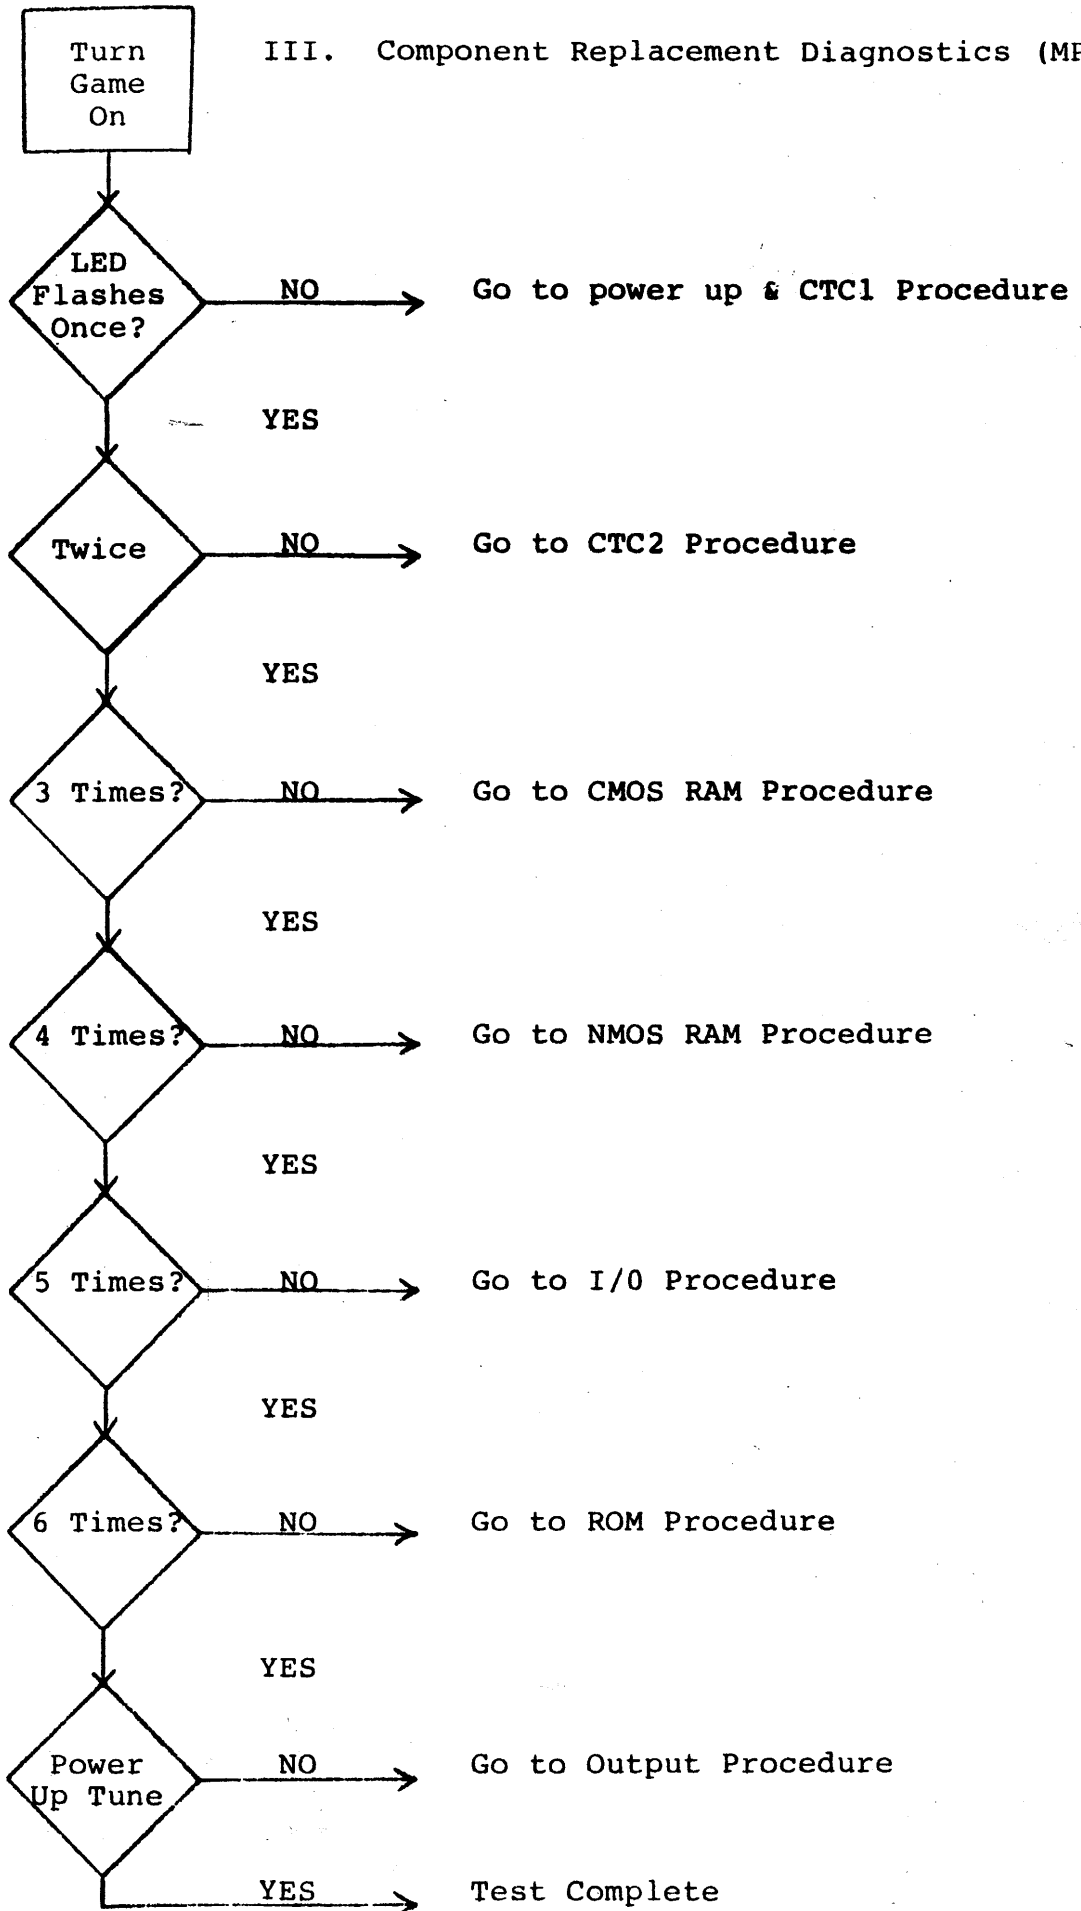 Turn
Game
On
III. Component Replacement Diagnostics (MP
LED
Flashes
Once?
NO
Go to power up & CTC1 Procedure
YES
Twice
NO
Go to CTC2 Procedure
YES
3 Times?
NO
Go to CMOS RAM Procedure
YES
4 Times?
NO
Go to NMOS RAM Procedure
YES
5 Times?
NO
Go to I/O Procedure
YES
6 Times?
NO
Go to ROM Procedure
YES
Power
Up Tune
NO
Go to Output Procedure
YES
Test Complete